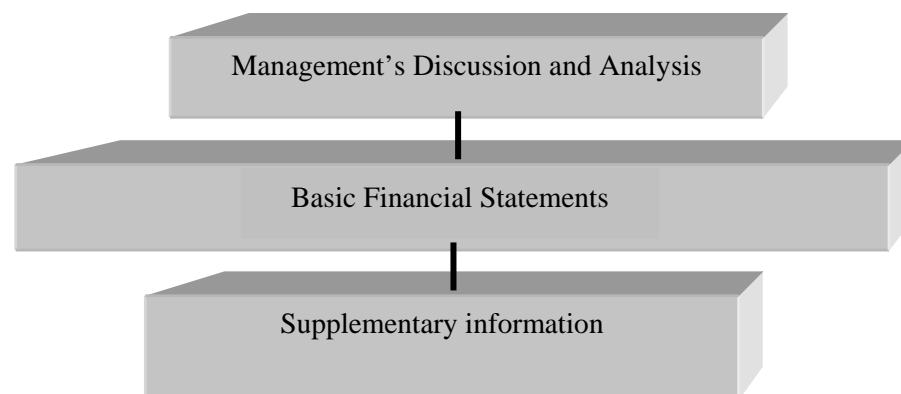 Management’s Discussion and Analysis
Basic Financial Statements
Supplementary information